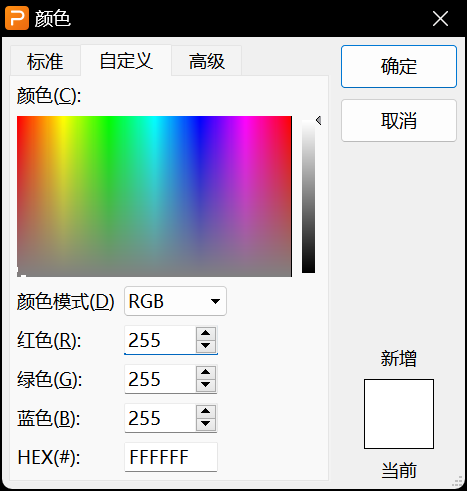 颜色
标准 自定义 高级
确定
颜色(C):
取消
颜色模式(D) RGB
红色(R): 255
绿色(G): 255
新增
蓝色(B): 255
HEX(#): FFFFFF
当前